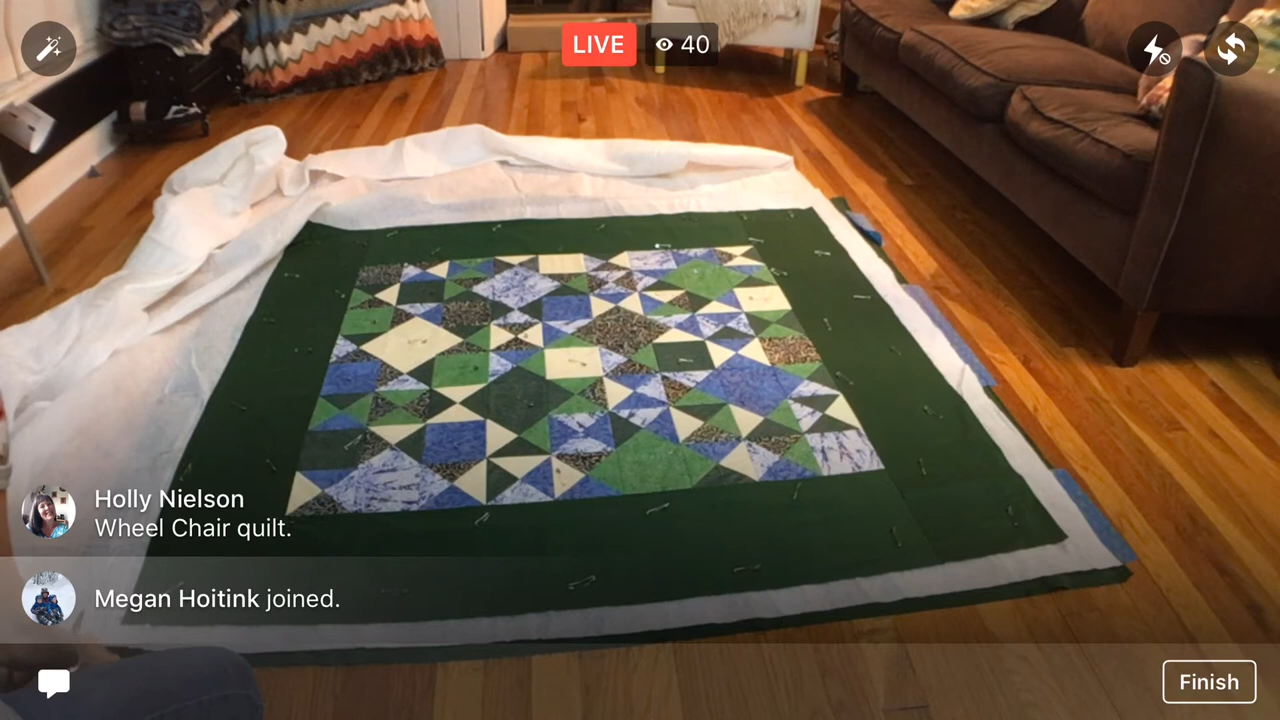 LIVE 40
Holly Nielson
Wheel Chair quilt.
Megan Hoitink joined.
Finish